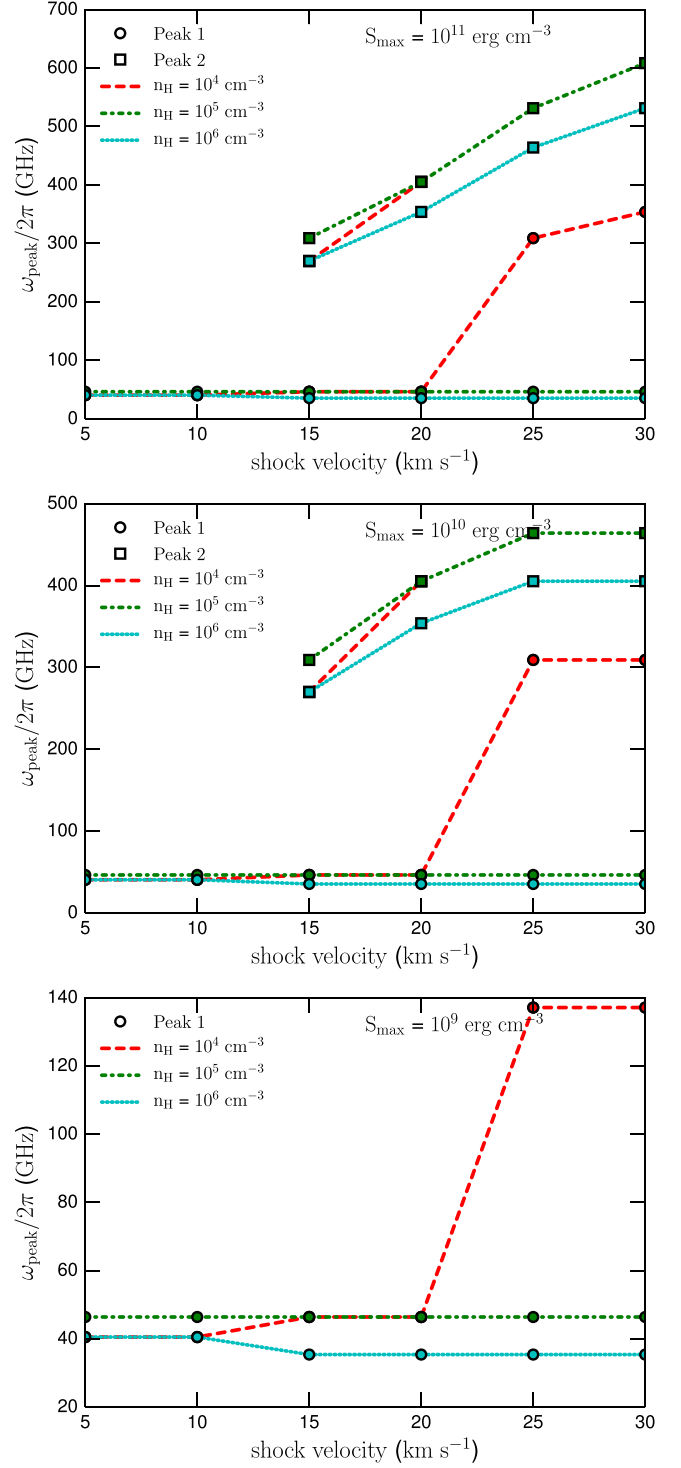 700
600
500
400
300
200
100
0
ω_peak/2π (GHz)
Peak 1
Peak 2
n_H = 10^4 cm^−3
n_H = 10^5 cm^−3
n_H = 10^6 cm^−3
S_max = 10^11 erg cm^−3
5 10 15 20 25 30
shock velocity (km s^−1)
500
400
300
200
100
0
ω_peak/2π (GHz)
Peak 1
Peak 2
n_H = 10^4 cm^−3
n_H = 10^5 cm^−3
n_H = 10^6 cm^−3
S_max = 10^10 erg cm^−3
5 10 15 20 25 30
shock velocity (km s^−1)
140
120
100
80
60
40
20
ω_peak/2π (GHz)
Peak 1
n_H = 10^4 cm^−3
n_H = 10^5 cm^−3
n_H = 10^6 cm^−3
S_max = 10^9 erg cm^−3
5 10 15 20 25 30
shock velocity (km s^−1)